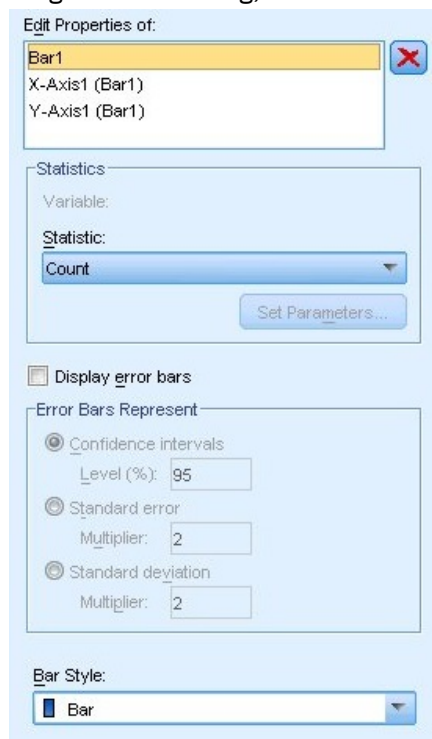 Edit Properties of:
Bar1
X-Axis1 (Bar1)
Y-Axis1 (Bar1)
Statistics
Variable:
Statistic:
Count
Set Parameters...
Display error bars
Error Bars Represent
Confidence intervals
Level (%): 95
Standard error
Multiplier: 2
Standard deviation
Multiplier: 2
Bar Style:
Bar